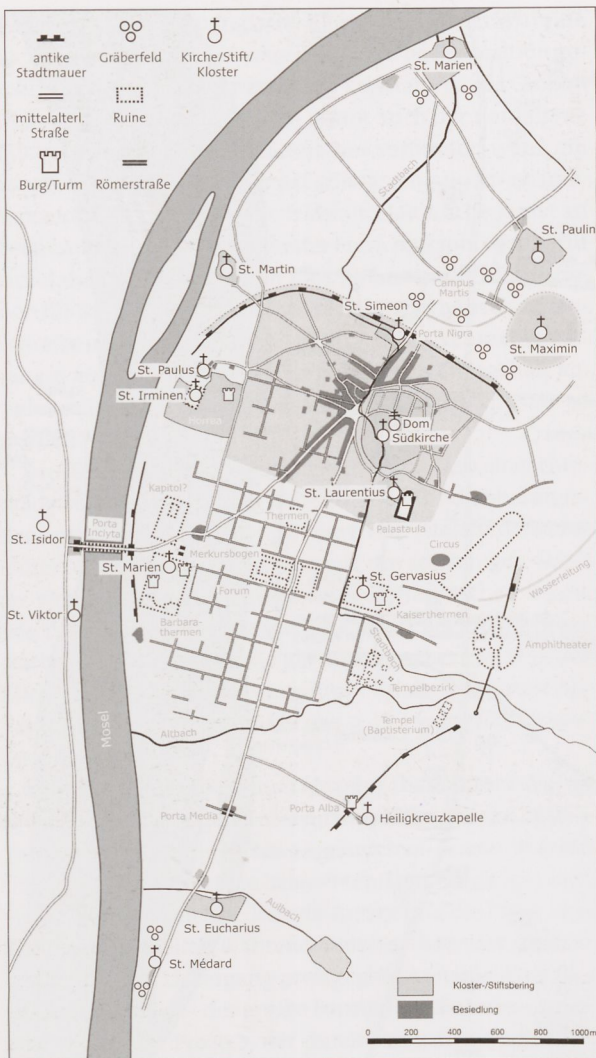 antike
Stadtmauer
Gräberfeld
Kirche/Stift/
Kloster
mittelalterl.
Straße
Ruine
Burg/Turm
Römerstraße
St. Marien
Stadtbach
St. Paulin
St. Martin
Campus
Martis
St. Simeon
Porta Nigra
St. Maximin
St. Paulus
St. Irminen
Horrea
Dom
Südkirche
Kapitol?
St. Laurentius
Thermen
Palastaula
Porta
Inclyta
St. Isidor
Merkursbogen
Circus
St. Marien
Wasserleitung
St. Gervasius
Forum
Kaiserthermen
St. Viktor
Barbara-
thermen
Stadtbach
Amphitheater
Tempelbezirk
Mosel
Altbach
Tempel
(Baptisterium)
Porta Media
Porta Alba
Heiligkreuzkapelle
St. Eucharius
Aulbach
St. Médard
Kloster-/Stiftsbering
Besiedlung
0 200 400 600 800 1000m